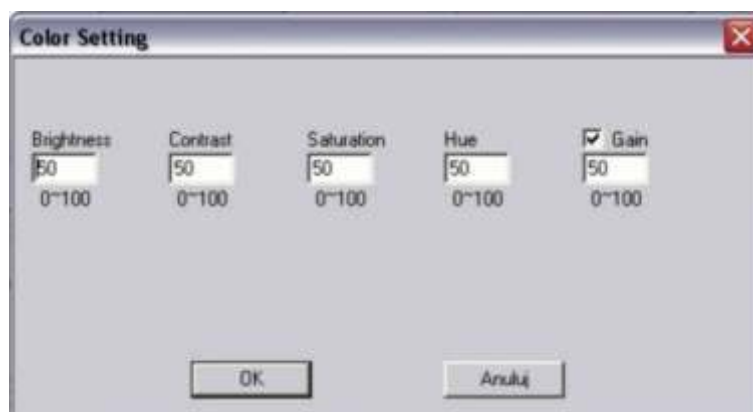 Color Setting
Brightness Contrast Saturation Hue Gain
50 50 50 50 50
0~100 0~100 0~100 0~100 0~100
OK Anuluj